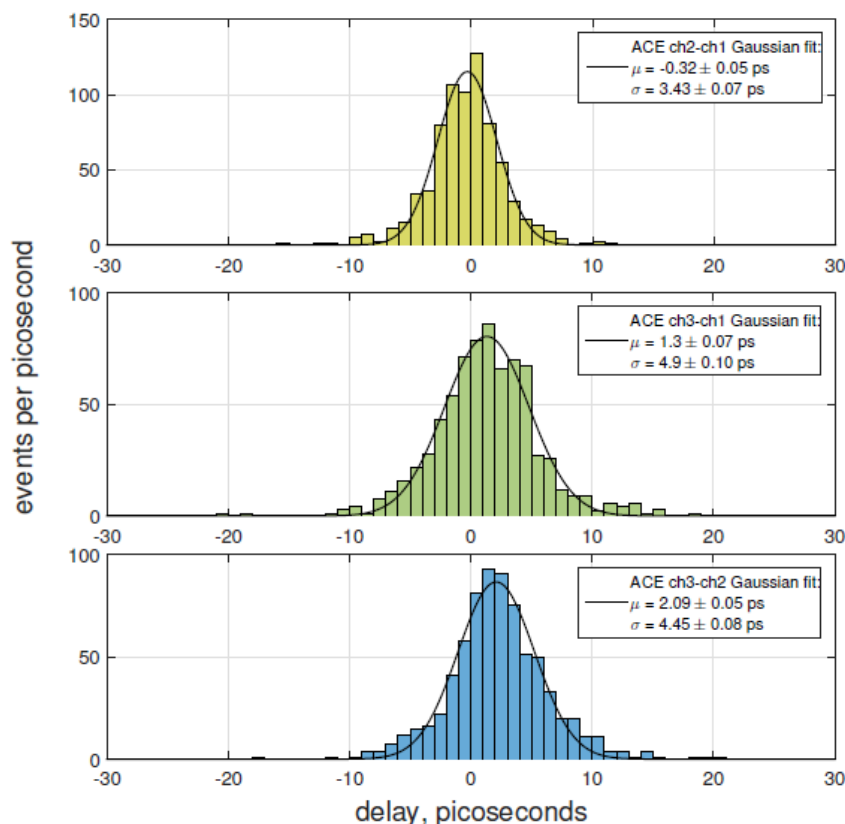 150
100
50
0
-30
-20
-10
0
10
20
30
ACE ch2-ch1 Gaussian fit:
μ = -0.32 ± 0.05 ps
σ = 3.43 ± 0.07 ps
100
50
0
-30
-20
-10
0
10
20
30
ACE ch3-ch1 Gaussian fit:
μ = 1.3 ± 0.07 ps
σ = 4.9 ± 0.10 ps
events per picosecond
100
50
0
-30
-20
-10
0
10
20
30
ACE ch3-ch2 Gaussian fit:
μ = 2.09 ± 0.05 ps
σ = 4.45 ± 0.08 ps
delay, picoseconds